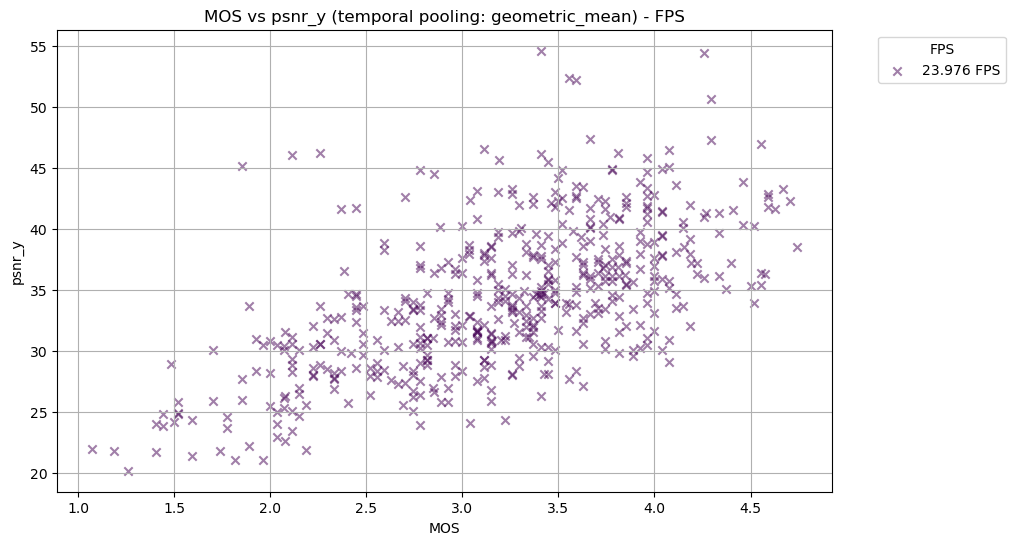 MOS vs psnr_y (temporal pooling: geometric_mean) - FPS
FPS
23.976 FPS
55
50
45
40
35
30
25
20
psnr_y
1.0 1.5 2.0 2.5 3.0 3.5 4.0 4.5
MOS